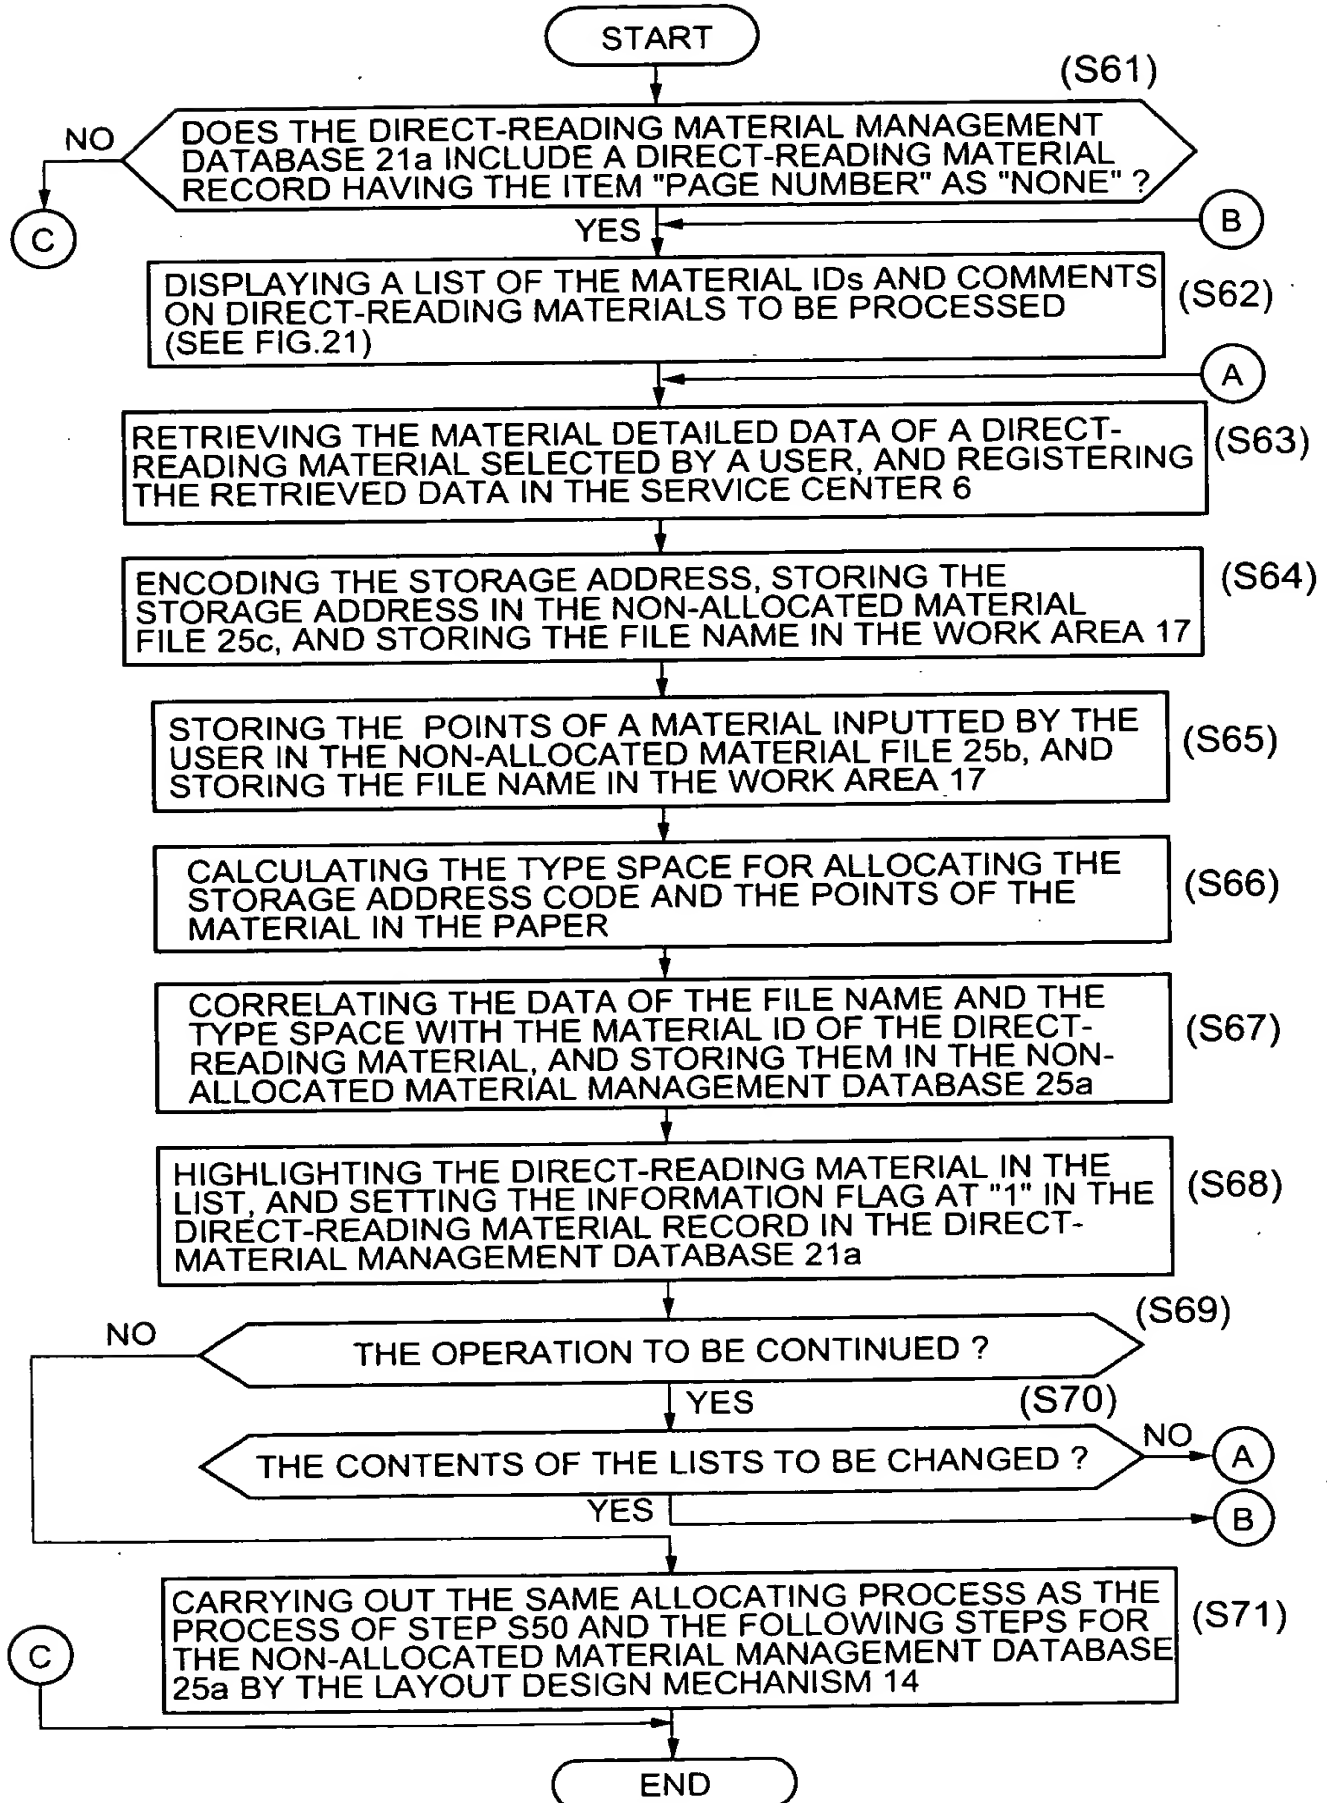 START
(S61)
NO
DOES THE DIRECT-READING MATERIAL MANAGEMENT
DATABASE 21a INCLUDE A DIRECT-READING MATERIAL
RECORD HAVING THE ITEM "PAGE NUMBER" AS "NONE" ?
C
YES
B
DISPLAYING A LIST OF THE MATERIAL IDs AND COMMENTS
ON DIRECT-READING MATERIALS TO BE PROCESSED
(SEE FIG.21)
(S62)
A
RETRIEVING THE MATERIAL DETAILED DATA OF A DIRECT-
READING MATERIAL SELECTED BY A USER, AND REGISTERING
THE RETRIEVED DATA IN THE SERVICE CENTER 6
(S63)
ENCODING THE STORAGE ADDRESS, STORING THE
STORAGE ADDRESS IN THE NON-ALLOCATED MATERIAL
FILE 25c, AND STORING THE FILE NAME IN THE WORK AREA 17
(S64)
STORING THE POINTS OF A MATERIAL INPUTTED BY THE
USER IN THE NON-ALLOCATED MATERIAL FILE 25b, AND
STORING THE FILE NAME IN THE WORK AREA 17
(S65)
CALCULATING THE TYPE SPACE FOR ALLOCATING THE
STORAGE ADDRESS CODE AND THE POINTS OF THE
MATERIAL IN THE PAPER
(S66)
CORRELATING THE DATA OF THE FILE NAME AND THE
TYPE SPACE WITH THE MATERIAL ID OF THE DIRECT-
READING MATERIAL, AND STORING THEM IN THE NON-
ALLOCATED MATERIAL MANAGEMENT DATABASE 25a
(S67)
HIGHLIGHTING THE DIRECT-READING MATERIAL IN THE
LIST, AND SETTING THE INFORMATION FLAG AT "1" IN THE
DIRECT-READING MATERIAL RECORD IN THE DIRECT-
MATERIAL MANAGEMENT DATABASE 21a
(S68)
(S69)
NO
THE OPERATION TO BE CONTINUED ?
YES
(S70)
THE CONTENTS OF THE LISTS TO BE CHANGED ?
NO
A
YES
B
CARRYING OUT THE SAME ALLOCATING PROCESS AS THE
PROCESS OF STEP S50 AND THE FOLLOWING STEPS FOR
THE NON-ALLOCATED MATERIAL MANAGEMENT DATABASE
25a BY THE LAYOUT DESIGN MECHANISM 14
(S71)
C
END